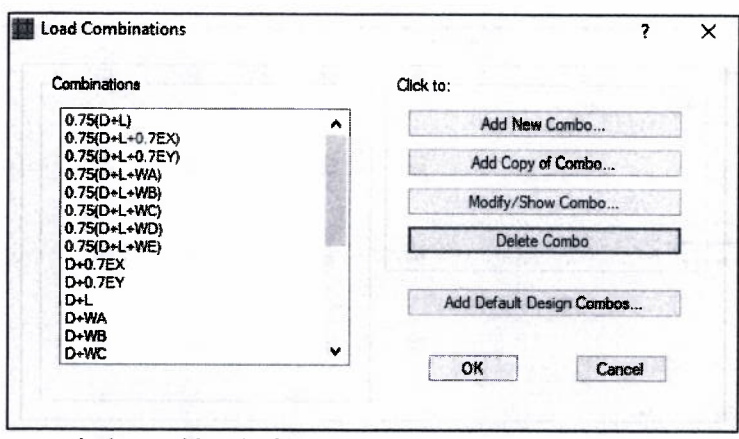 Load Combinations
?
×
Combinations
0.75(D+L)
0.75(D+L+0.7EX)
0.75(D+L+0.7EY)
0.75(D+L+WA)
0.75(D+L+WB)
0.75(D+L+WC)
0.75(D+L+WD)
0.75(D+L+WE)
D+0.7EX
D+0.7EY
D+L
D+WA
D+WB
D+WC
Click to:
Add New Combo...
Add Copy of Combo...
Modify/Show Combo...
Delete Combo
Add Default Design Combos...
OK
Cancel